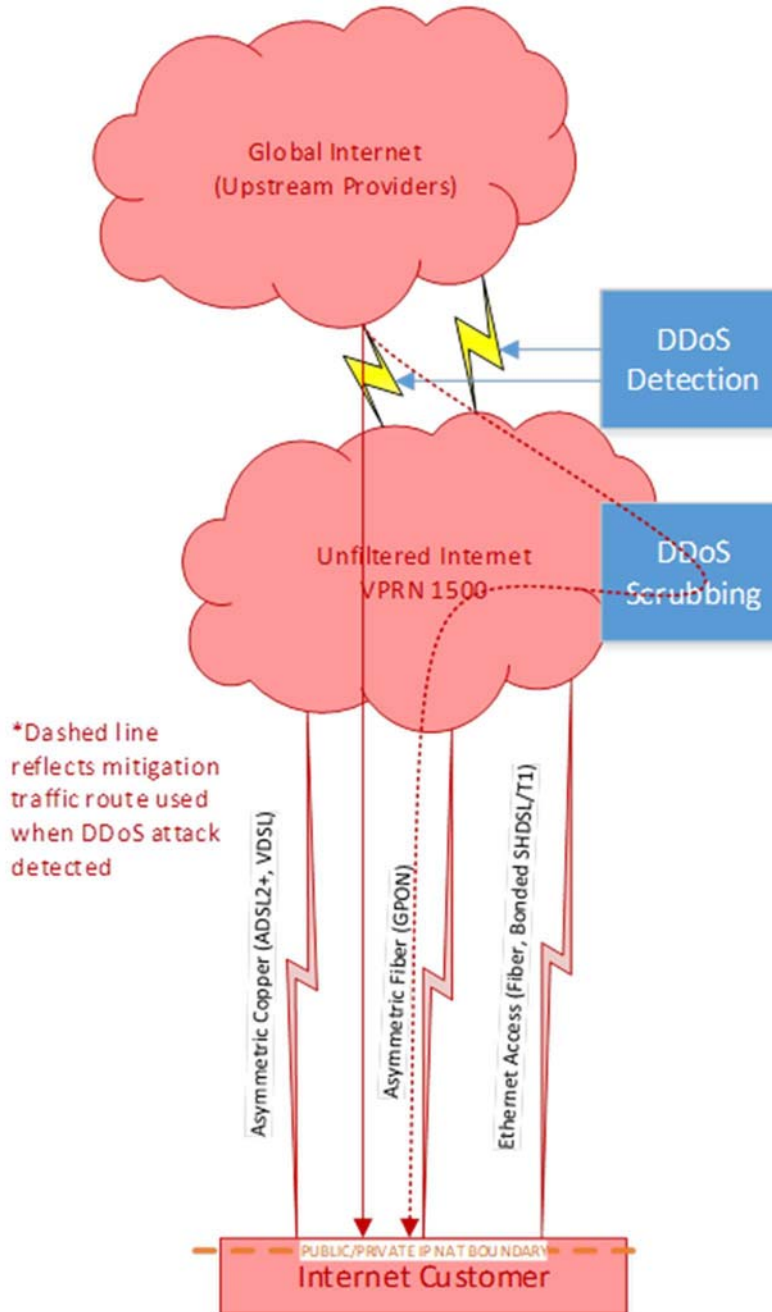 Global Internet
(Upstream Providers)
DDoS
Detection
Unfiltered Internet
VPRN 1500
DDoS
Scrubbing
*Dashed line
reflects mitigation
traffic route used
when DDoS attack
detected
Asymmetric Copper (ADSL2+, VDSL)
Asymmetric Fiber (GPON)
Ethernet Access (Fiber, Bonded SHDSL/T1)
PUBLIC/PRIVATE IP NAT BOUNDARY
Internet Customer